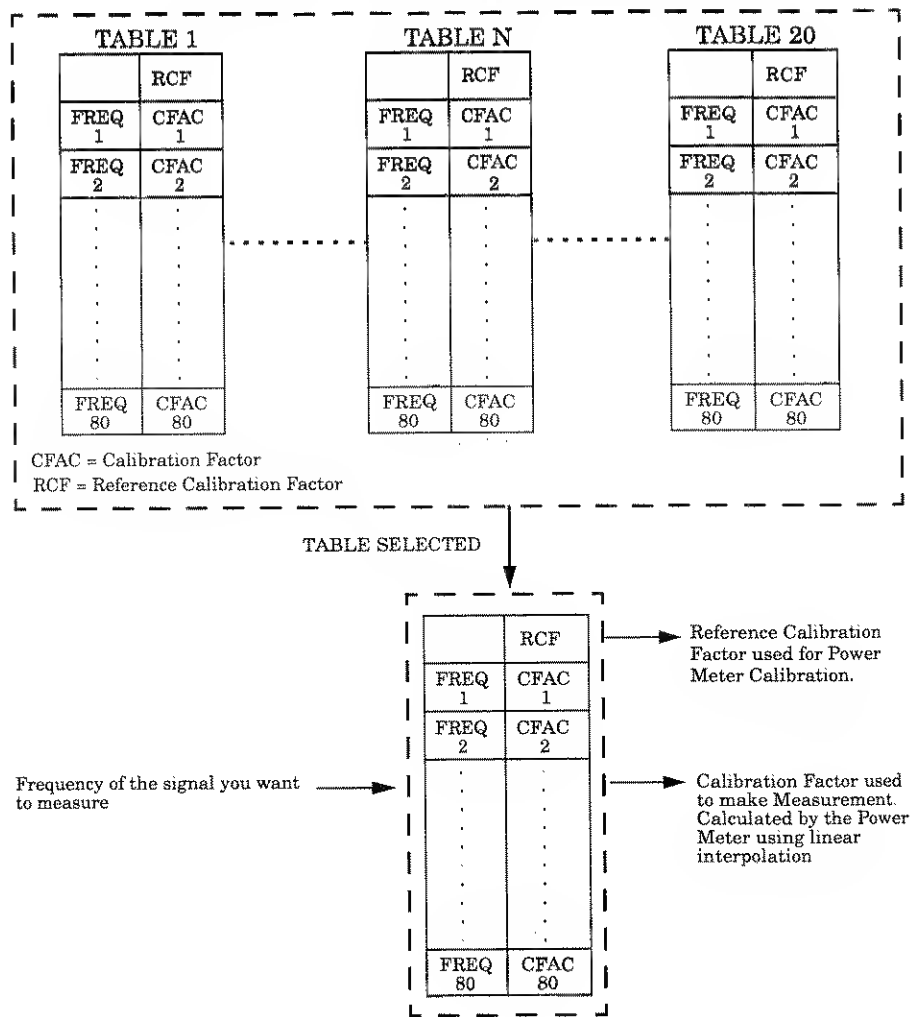 TABLE 1 TABLE N TABLE 20
RCF RCF RCF
FREQ CFAC FREQ CFAC FREQ CFAC
1 1 1 1 1 1
FREQ CFAC FREQ CFAC FREQ CFAC
2 2 2 2 2 2
FREQ CFAC FREQ CFAC FREQ CFAC
80 80 80 80 80 80
CFAC = Calibration Factor
RCF = Reference Calibration Factor
TABLE SELECTED
RCF
FREQ CFAC
1 1
FREQ CFAC
2 2
FREQ CFAC
80 80
Reference Calibration
Factor used for Power
Meter Calibration.
Frequency of the signal you want
to measure
Calibration Factor used
to make Measurement.
Calculated by the Power
Meter using linear
interpolation